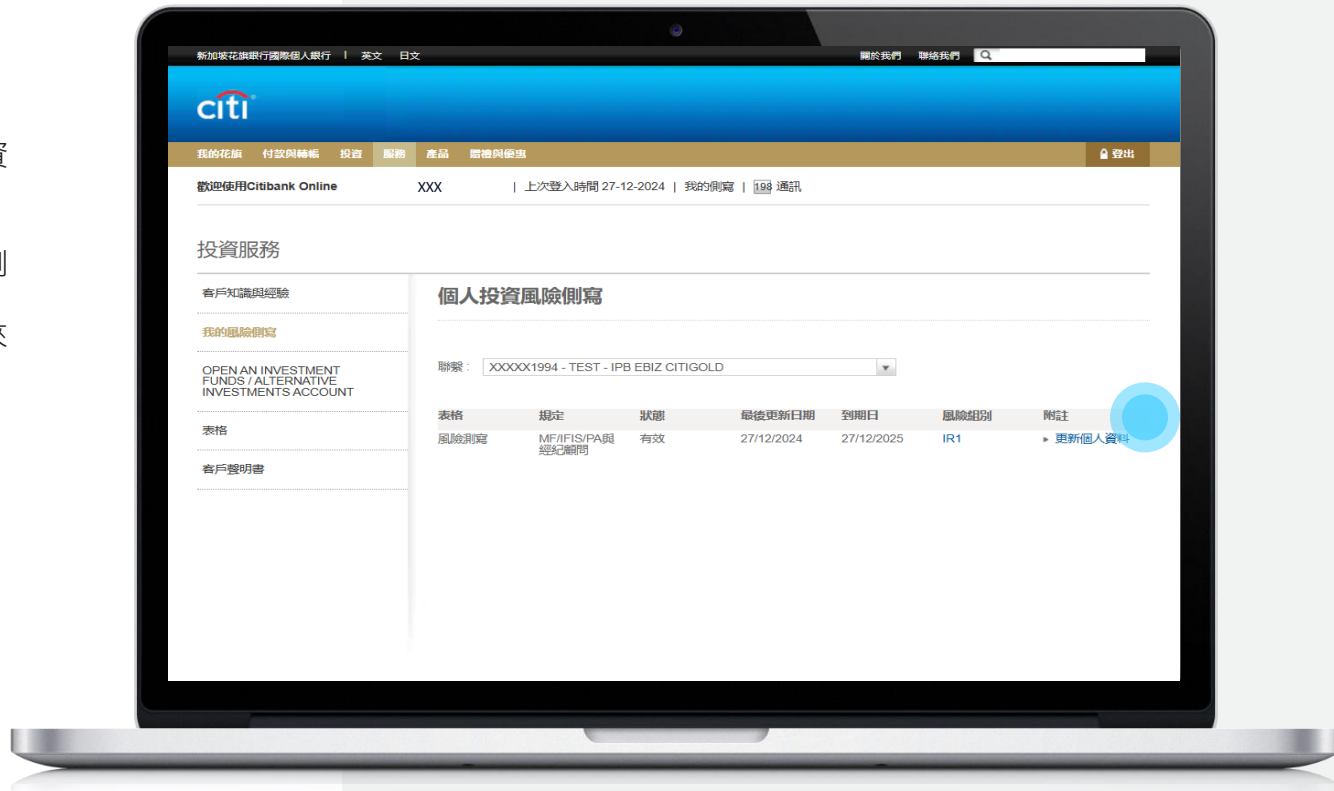 新加坡花旗銀行國際個人銀行 | 英文 日文 關於我們 聯絡我們
citi
我的花旗 付款與轉帳 投資 服務 產品 贈禮與優惠 登出
歡迎使用Citibank Online XXX | 上次登入時間 27-12-2024 | 我的側寫 | 198 通訊
資
投資服務
則
客戶知識與經驗
個人投資風險側寫
我的風險側寫
來
聯繫 : XXXXX1994 - TEST - IPB EBIZ CITIGOLD
OPEN AN INVESTMENT
FUNDS / ALTERNATIVE
INVESTMENTS ACCOUNT
表格 規定 狀態 最後更新日期 到期日 風險組別 附註
風險測寫 MF/IFIS/PA與 有效 27/12/2024 27/12/2025 IR1 更新個人資料
經紀顧問
表格
客戶聲明書